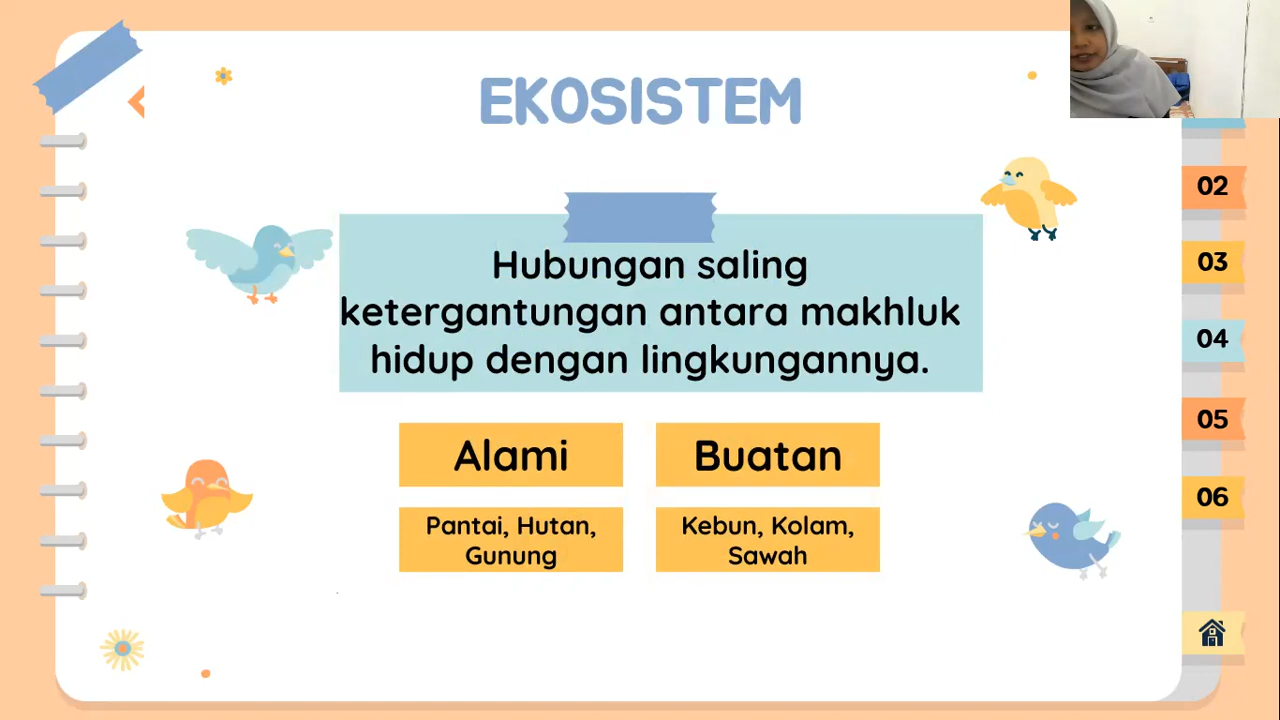 EKOSISTEM
Hubungan saling
ketergantungan antara makhluk
hidup dengan lingkungannya.
Alami
Buatan
Pantai, Hutan,
Gunung
Kebun, Kolam,
Sawah
02
03
04
05
06